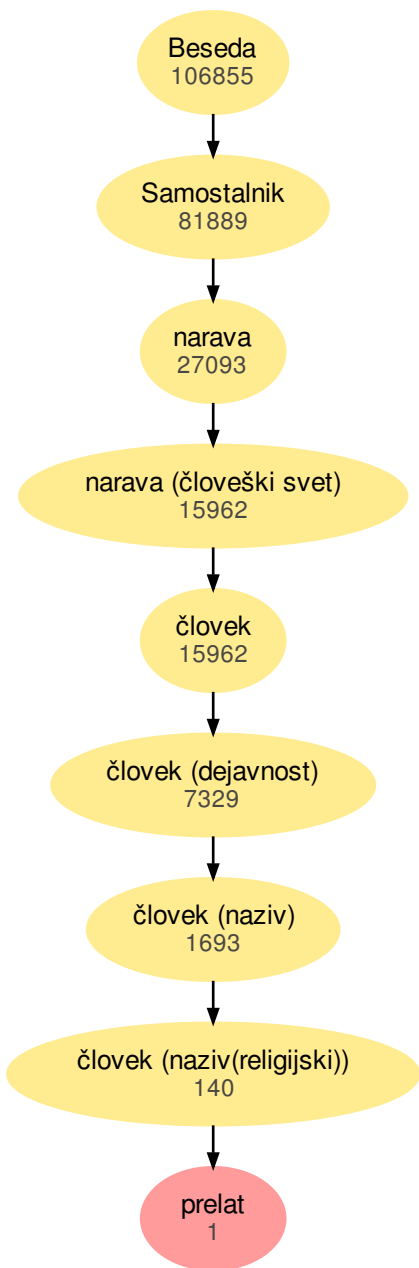 Beseda
106855
Samostalnik
81889
narava
27093
narava (človeški svet)
15962
človek
15962
človek (dejavnost)
7329
človek (naziv)
1693
človek (naziv(religijski))
140
prelat
1